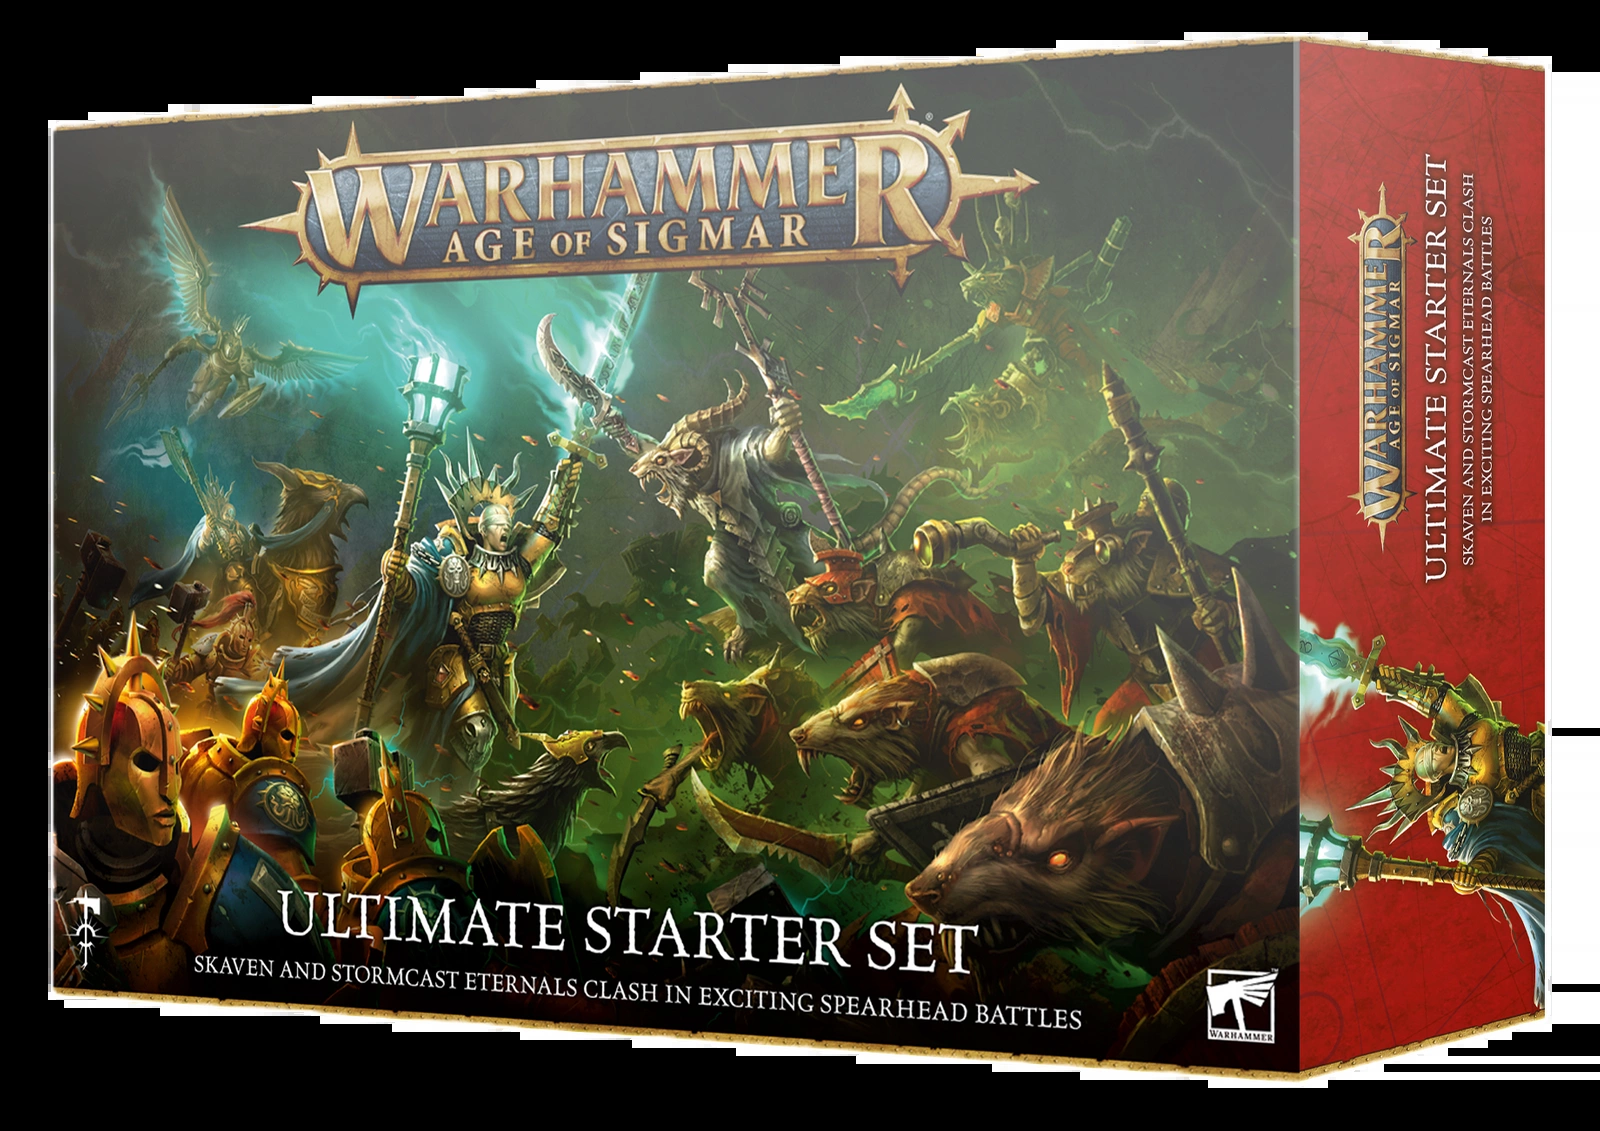 WARHAMMER
®
AGE OF SIGMAR
ULTIMATE STARTER SET
SKAVEN AND STORMCAST ETERNALS CLASH IN EXCITING SPEARHEAD BATTLES
WARHAMMER
™
WARHAMMER
AGE OF SIGMAR
ULTIMATE STARTER SET
SKAVEN AND STORMCAST ETERNALS CLASH
IN EXCITING SPEARHEAD BATTLES